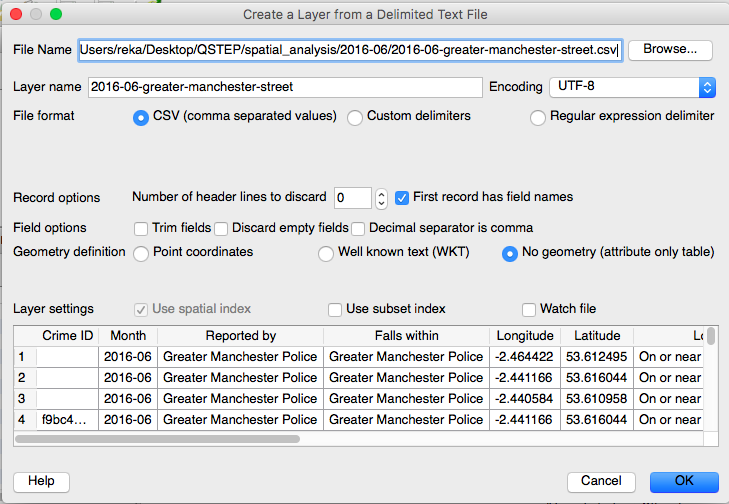 Create a Layer from a Delimited Text File
File Name Users/reka/Desktop/QSTEP/spatial_analysis/2016-06/2016-06-greater-manchester-street.csv Browse...
Layer name 2016-06-greater-manchester-street Encoding UTF-8
File format CSV (comma separated values) Custom delimiters Regular expression delimiter
Record options Number of header lines to discard 0 First record has field names
Field options Trim fields Discard empty fields Decimal separator is comma
Geometry definition Point coordinates Well known text (WKT) No geometry (attribute only table)
Layer settings Use spatial index Use subset index Watch file
Crime ID Month Reported by Falls within Longitude Latitude
1 2016-06 Greater Manchester Police Greater Manchester Police -2.464422 53.612495 On or near
2 2016-06 Greater Manchester Police Greater Manchester Police -2.441166 53.616044 On or near
3 2016-06 Greater Manchester Police Greater Manchester Police -2.440584 53.610958 On or near
4 f9bc4... 2016-06 Greater Manchester Police Greater Manchester Police -2.441166 53.616044 On or near
Help Cancel OK